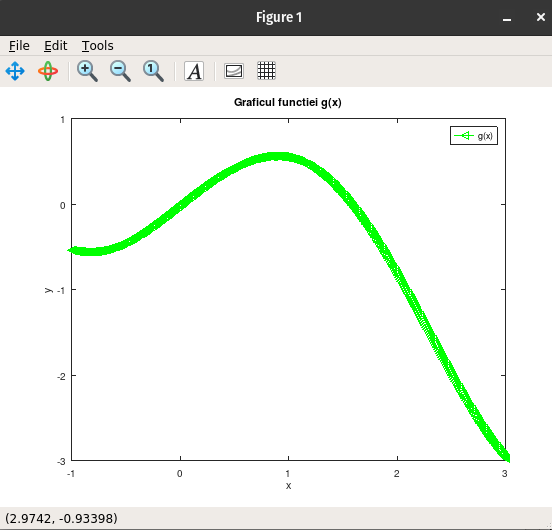 Figure 1
File Edit Tools
A
Graficul functiei g(x)
g(x)
1
0
-1
-2
-3
y
-1 0 1 2 3
x
(2.9742, -0.93398)